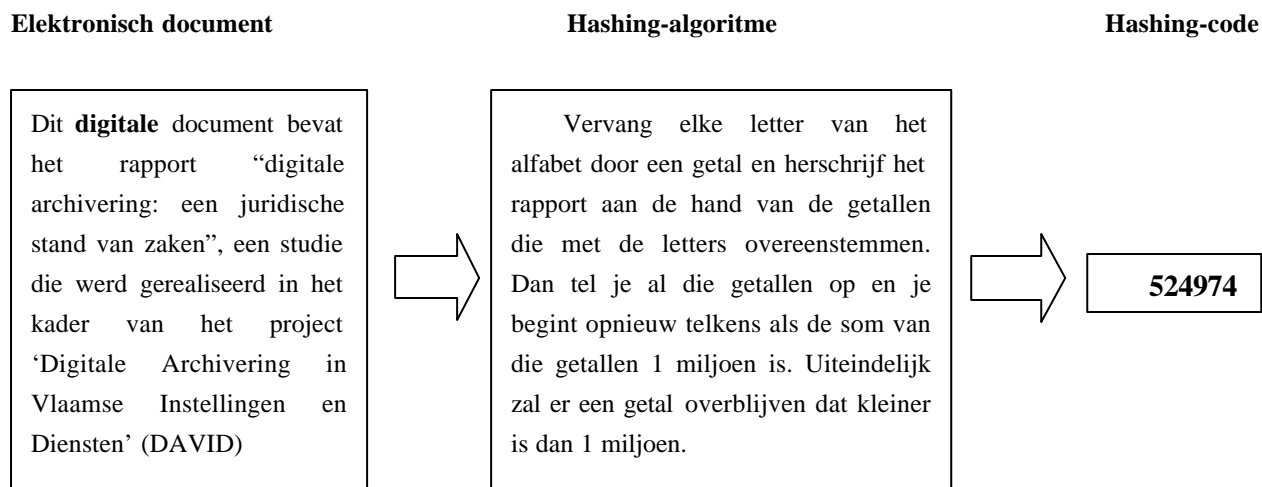 Elektronisch document
Hashing-algoritme
Hashing-code
Dit digitale document bevat
het rapport “digitale
archivering: een juridische
stand van zaken”, een studie
die werd gerealiseerd in het
kader van het project
‘Digitale Archivering in
Vlaamse Instellingen en
Diensten’ (DAVID)
Vervang elke letter van het
alfabet door een getal en herschrijf het
rapport aan de hand van de getallen
die met de letters overeenstemmen.
Dan tel je al die getallen op en je
begint opnieuw telkens als de som van
die getallen 1 miljoen is. Uiteindelijk
zal er een getal overblijven dat kleiner
is dan 1 miljoen.
524974